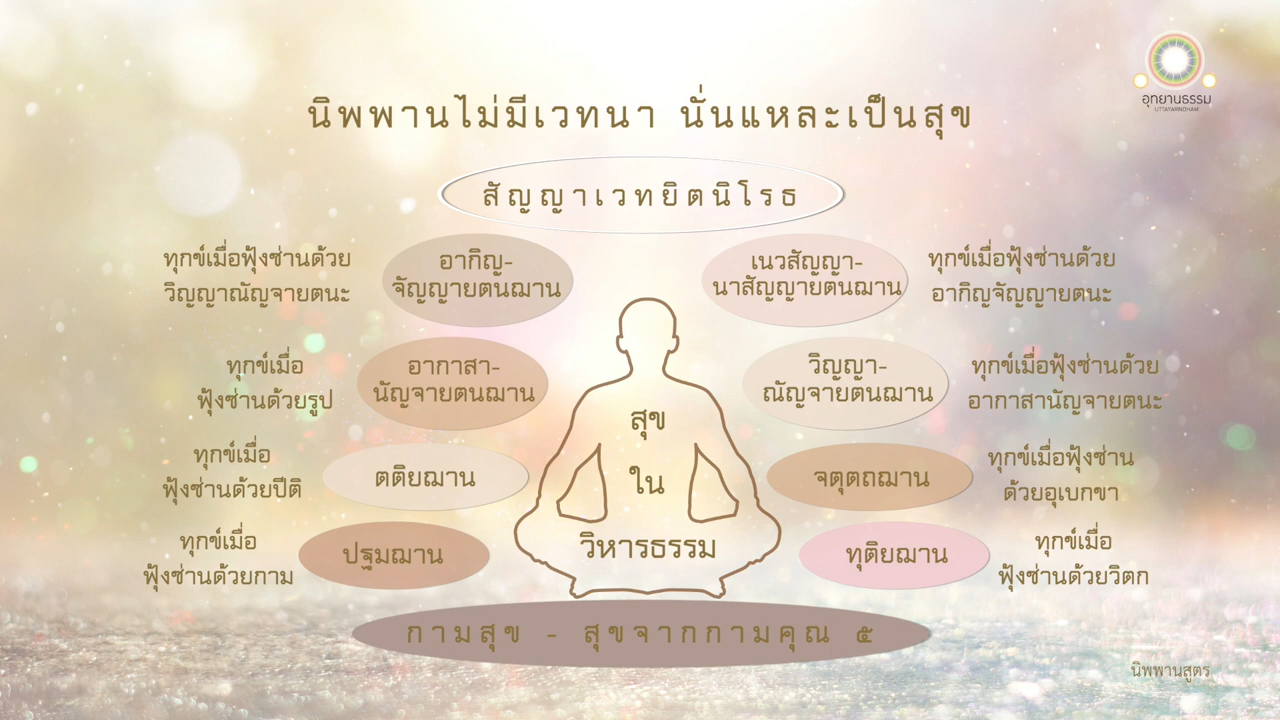 อุทยานธรรม
UTTAYARNDHAM
นิพพานไม่มีเวทนา นั่นแหละเป็นสุข
สัญญาเวทยิตนิโรธ
ทุกข์เมื่อฟุ้งซ่านด้วย
วิญญาณัญจายตนะ
อากิญ-
จัญญายตนฌาน
เนวสัญญา-
นาสัญญายตนฌาน
ทุกข์เมื่อฟุ้งซ่านด้วย
อากิญจัญญายตนะ
ทุกข์เมื่อ
ฟุ้งซ่านด้วยรูป
อากาสา-
นัญจายตนฌาน
วิญญา-
ณัญจายตนฌาน
ทุกข์เมื่อฟุ้งซ่านด้วย
อากาสานัญจายตนะ
ทุกข์เมื่อ
ฟุ้งซ่านด้วยปีติ
ตติยฌาน
จตุตถฌาน
ทุกข์เมื่อฟุ้งซ่าน
ด้วยอุเบกขา
ทุกข์เมื่อ
ฟุ้งซ่านด้วยกาม
ปฐมฌาน
สุข
ใน
วิหารธรรม
ทุติยฌาน
ทุกข์เมื่อ
ฟุ้งซ่านด้วยวิตก
กามสุข - สุขจากกามคุณ ๕
นิพพานสูตร